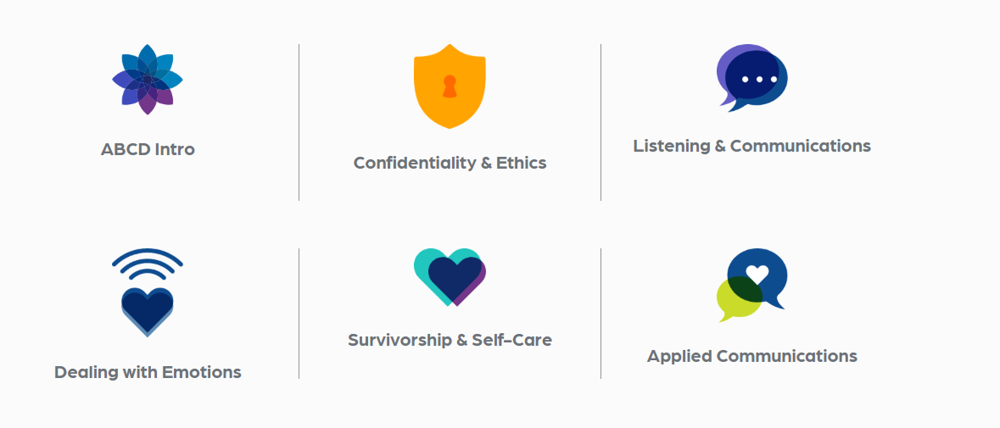 ABCD Intro
Confidentiality & Ethics
Listening & Communications
Dealing with Emotions
Survivorship & Self-Care
Applied Communications